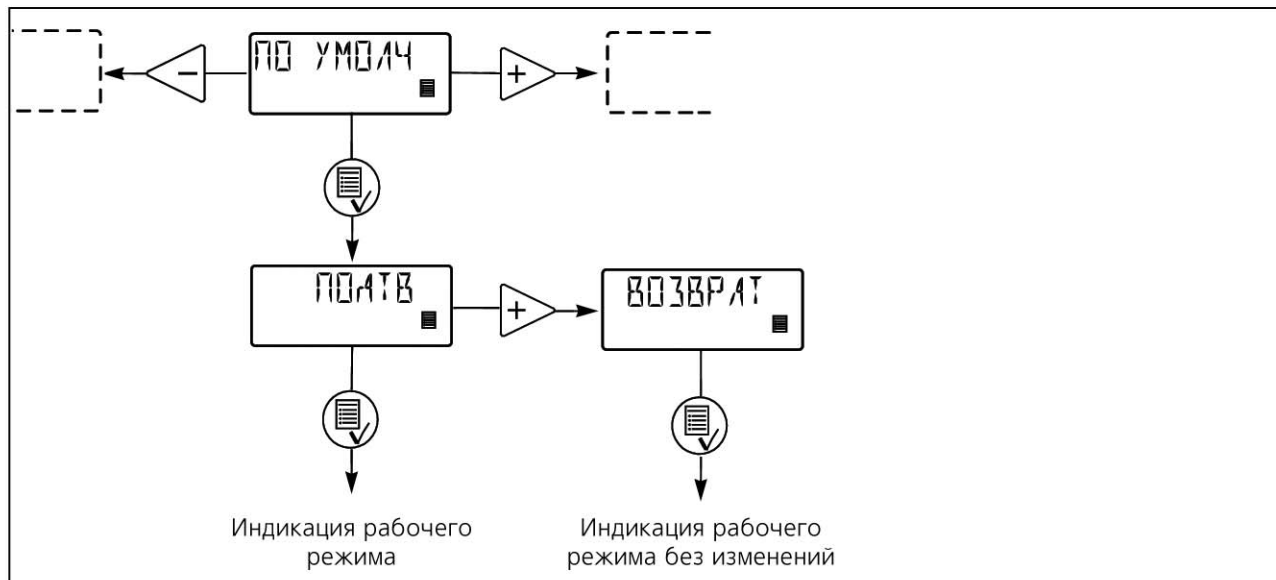 − ПО УМОЛЧ +
ПОДТВ + ВОЗВРАТ
Индикация рабочего
режима
Индикация рабочего
режима без изменений